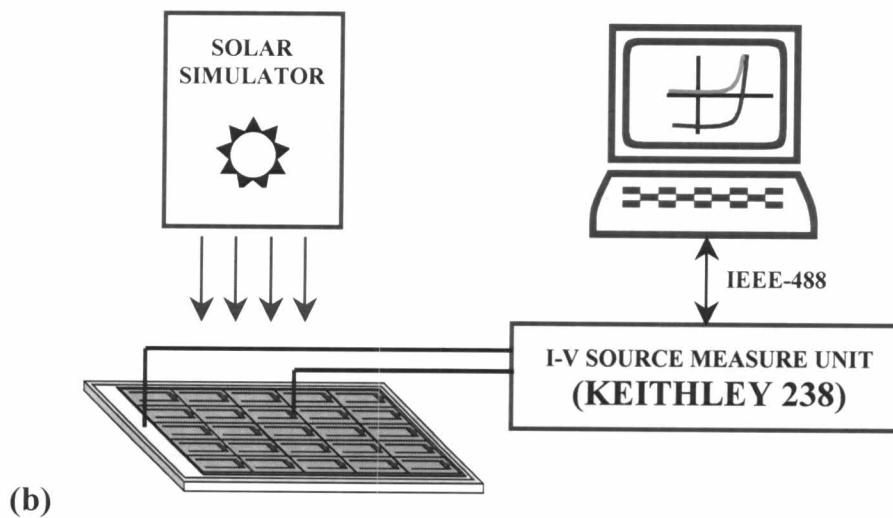 SOLAR
SIMULATOR
IEEE-488
I-V SOURCE MEASURE UNIT
(KEITHLEY 238)
(b)